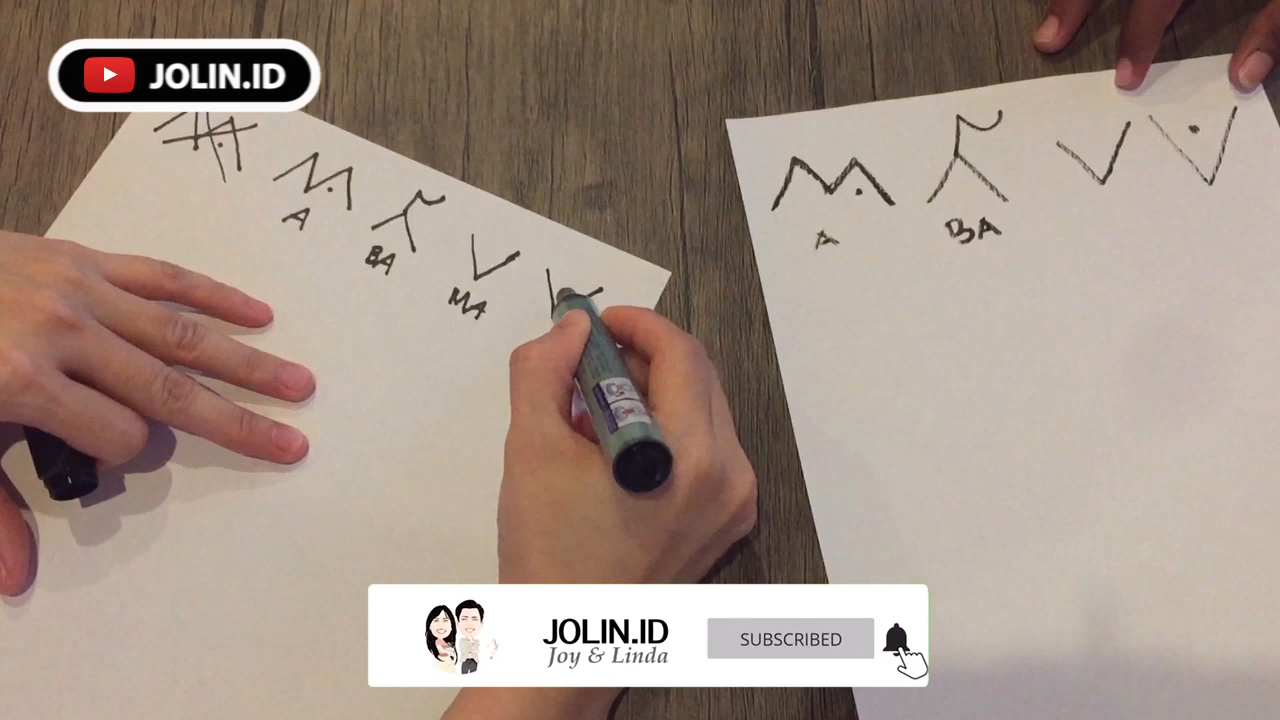 JOLIN.ID
ᨕ ᨅ ᨆ
A BA MA
ᨕ ᨅ ᨆ
A BA
JOLIN.ID
Joy & Linda
SUBSCRIBED